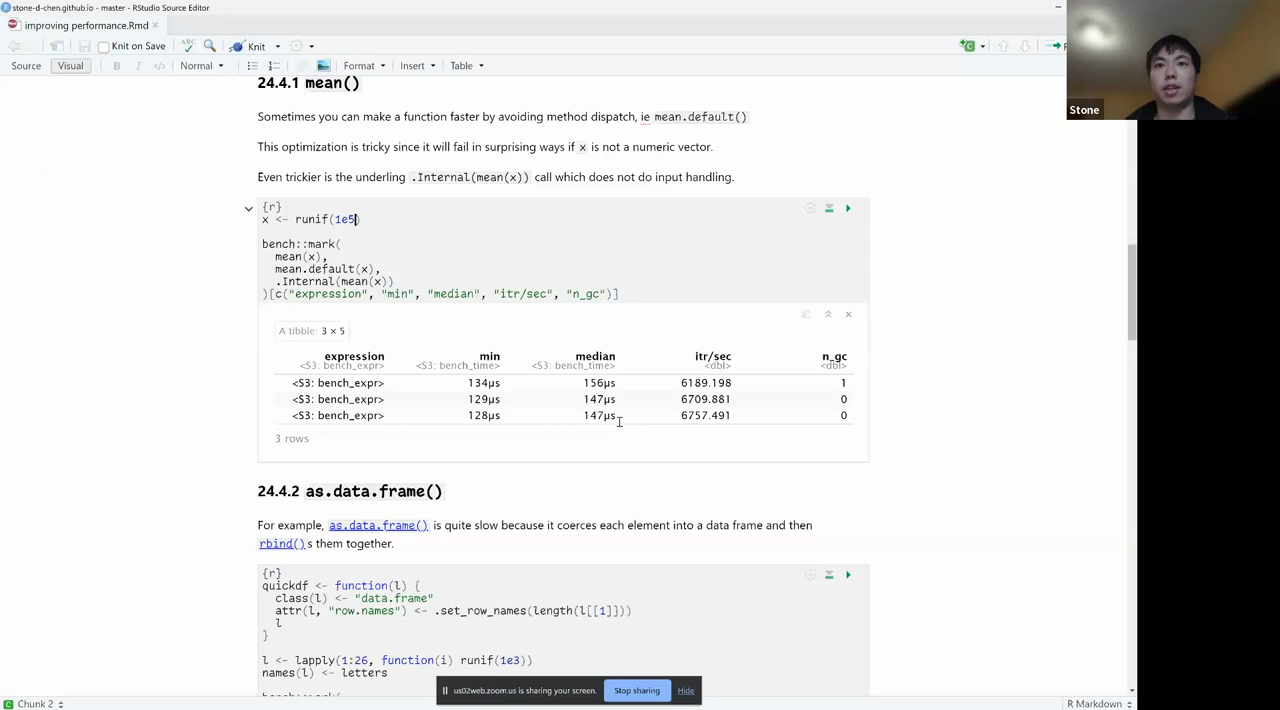 stone-d-chen.github.io - master - RStudio Source Editor
improving performance.Rmd
Knit on Save
ABC
Knit
Source
Visual
B
I
</>
Normal
Format
Insert
Table
24.4.1 mean()
Sometimes you can make a function faster by avoiding method dispatch, ie mean.default()
This optimization is tricky since it will fail in surprising ways if x is not a numeric vector.
Even trickier is the underling .Internal(mean(x)) call which does not do input handling.
{r}
x <- runif(1e5)
bench::mark(
mean(x),
mean.default(x),
.Internal(mean(x))
)[c("expression", "min", "median", "itr/sec", "n_gc")]
A tibble: 3 × 5
expression min median itr/sec n_gc
<S3: bench_expr> <S3: bench_time> <S3: bench_time> <dbl> <dbl>
<S3: bench_expr> 134µs 156µs 6189.198 1
<S3: bench_expr> 129µs 147µs 6709.881 0
<S3: bench_expr> 128µs 147µs 6757.491 0
3 rows
24.4.2 as.data.frame()
For example, as.data.frame() is quite slow because it coerces each element into a data frame and then
rbind()s them together.
{r}
quickdf <- function(l) {
class(l) <- "data.frame"
attr(l, "row.names") <- .set_row_names(length(l[[1]]))
l
}
l <- lapply(1:26, function(i) runif(1e3))
names(l) <- letters
us02web.zoom.us is sharing your screen.
Stop sharing
Hide
Chunk 2
R Markdown
Stone